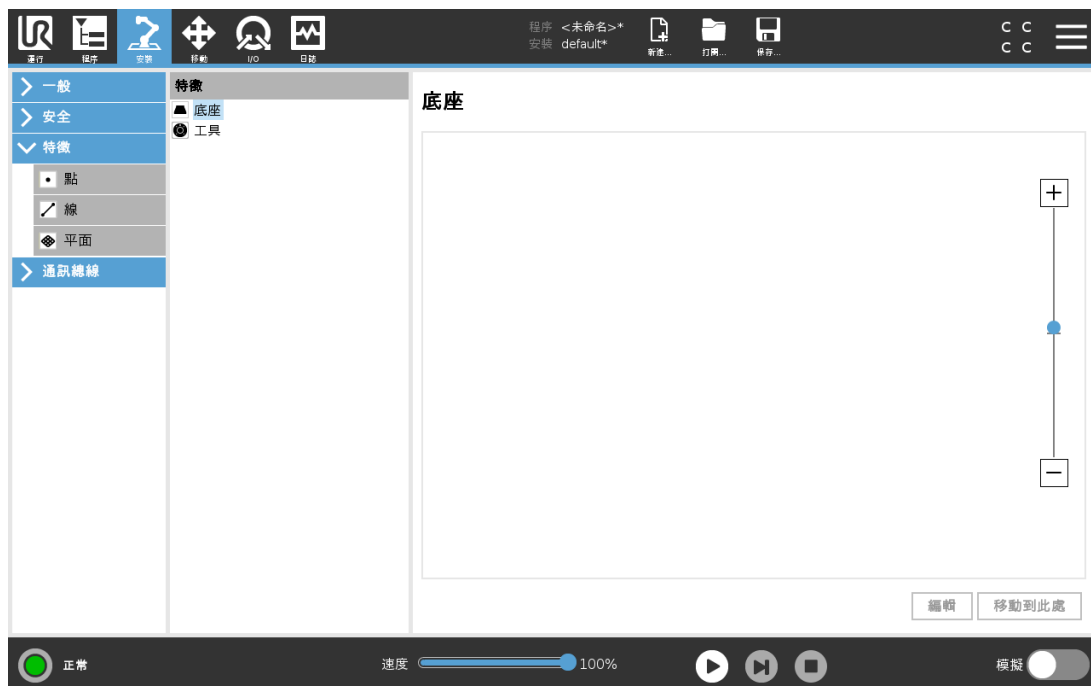 運行 程序 安裝 移動 I/O 日誌
程序 <未命名>*
安裝 default*
新建... 打開... 保存...
C C
C C
一般
安全
特徵
點
線
平面
通訊總線
特徵
底座
工具
底座
編輯 移動到此處
正常
速度 100%
模擬